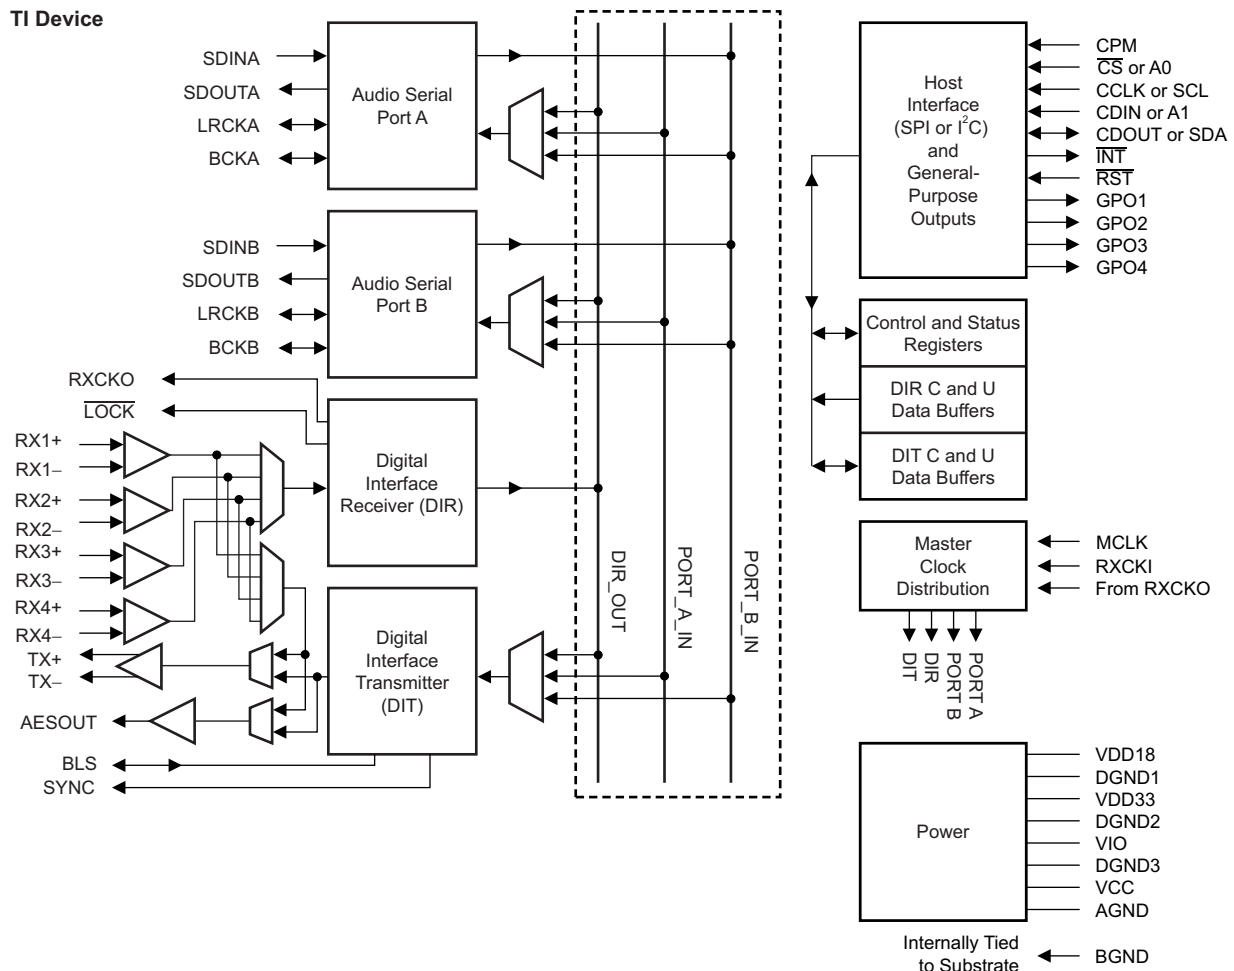 TI Device
SDINA
SDOUTA
LRCKA
BCKA
Audio Serial
Port A
SDINB
SDOUTB
LRCKB
BCKB
Audio Serial
Port B
RXCKO
LOCK
RX1+
RX1–
RX2+
RX2–
RX3+
RX3–
RX4+
RX4–
TX+
TX–
AESOUT
BLS
SYNC
Digital
Interface
Receiver (DIR)
Digital
Interface
Transmitter
(DIT)
DIR_OUT
PORT_A_IN
PORT_B_IN
Host
Interface
(SPI or I²C)
and
General-
Purpose
Outputs
CPM
CS or A0
CCLK or SCL
CDIN or A1
CDOUT or SDA
INT
RST
GPO1
GPO2
GPO3
GPO4
Control and Status
Registers
DIR C and U
Data Buffers
DIT C and U
Data Buffers
Master
Clock
Distribution
MCLK
RXCKI
From RXCKO
DIT
DIR
PORT B
PORT A
Power
VDD18
DGND1
VDD33
DGND2
VIO
DGND3
VCC
AGND
Internally Tied
to Substrate
BGND